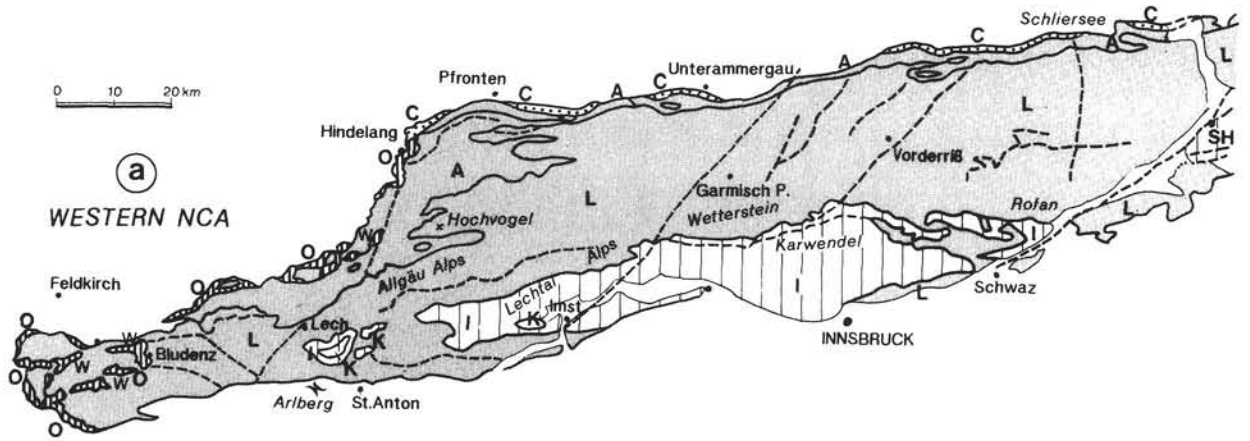 C
Schliersee
C
A
L
0 10 20 km
Pfronten
C
A
C
Unterammergau
A
C
Hindelang
O
a
A
L
L
Vorderriß
SH
WESTERN NCA
Hochvogel
Garmisch P.
Wetterstein
Rofan
L
O
W
Allgäu Alps
Alps
Karwendel
I
Feldkirch
O
Lechtal
I
K
Imst
I
L
Schwaz
INNSBRUCK
O
W
L
Lech
I
K
K
Bludenz
O
W
W
O
O
Arlberg
St.Anton